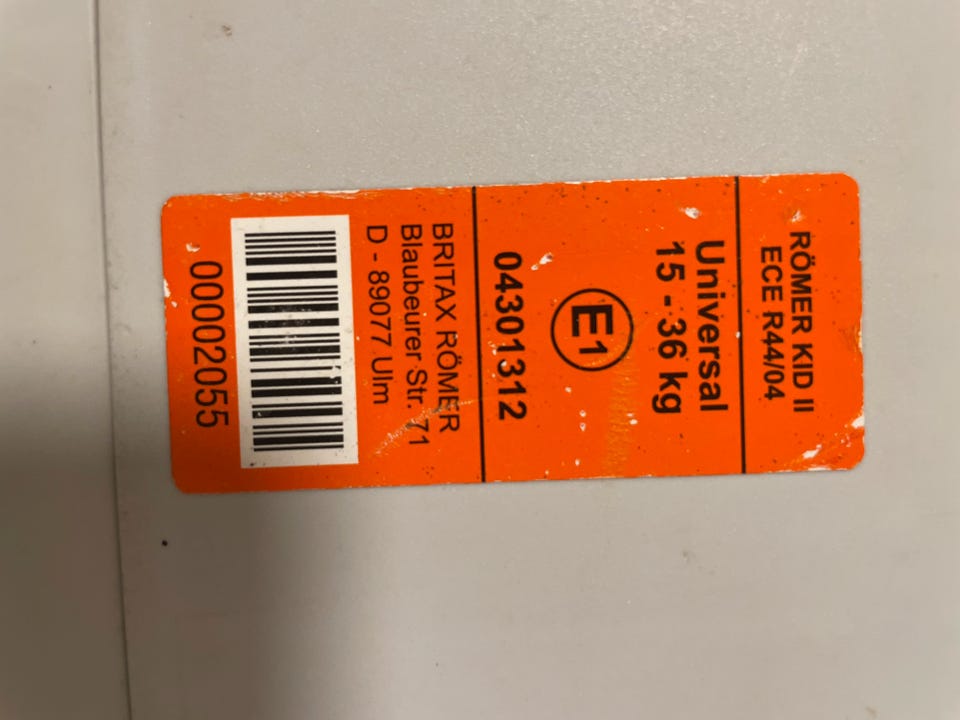 RÖMER KID II
ECE R44/04
Universal
15 - 36 kg
E1
04301312
BRITAX RÖMER
Blaubeurer Str. 71
D - 89077 Ulm
00002055